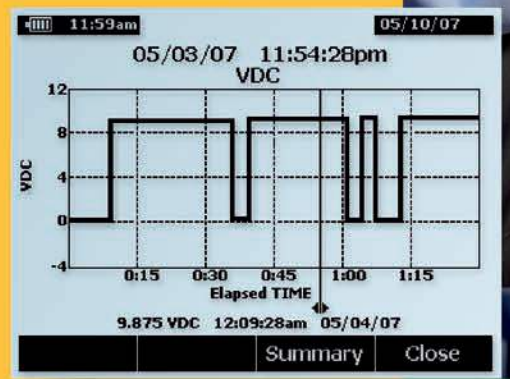 11:59am 05/10/07
05/03/07 11:54:28pm
VDC
12
8
4
0
-4
VDC
0:15 0:30 0:45 1:00 1:15
Elapsed TIME
9.875 VDC 12:09:28am 05/04/07
Summary Close